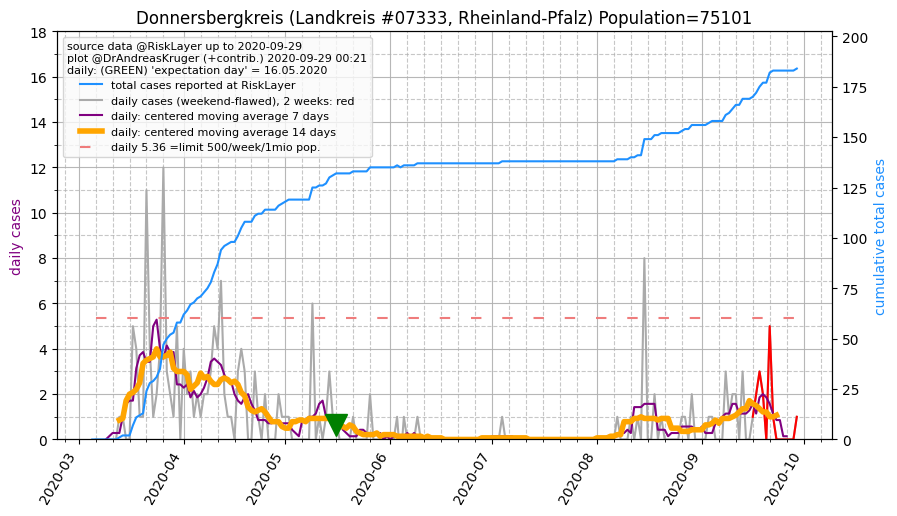 Donnersbergkreis (Landkreis #07333, Rheinland-Pfalz) Population=75101
source data @RiskLayer up to 2020-09-29
plot @DrAndreasKruger (+contrib.) 2020-09-29 00:21
daily: (GREEN) 'expectation day' = 16.05.2020
total cases reported at RiskLayer
daily cases (weekend-flawed), 2 weeks: red
daily: centered moving average 7 days
daily: centered moving average 14 days
daily 5.36 =limit 500/week/1mio pop.
daily cases
18
16
14
12
10
8
6
4
2
0
cumulative total cases
200
175
150
125
100
75
50
25
0
2020-03
2020-04
2020-05
2020-06
2020-07
2020-08
2020-09
2020-10